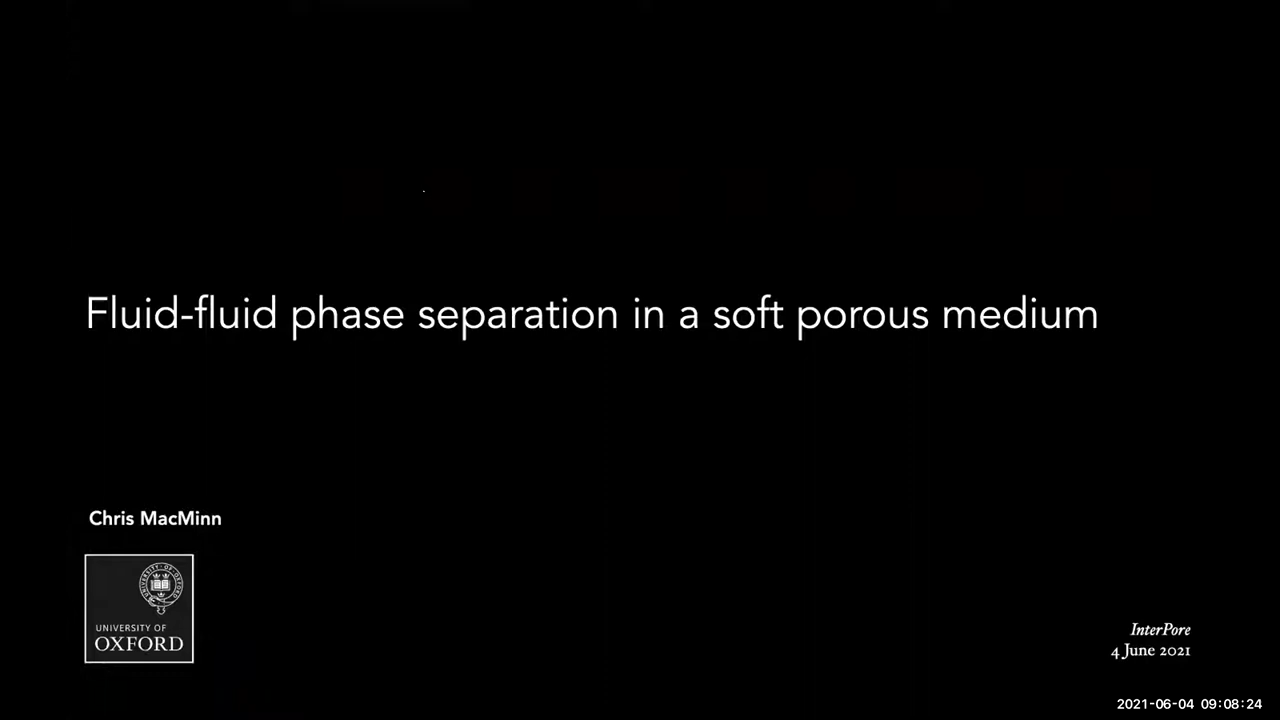 Fluid-fluid phase separation in a soft porous medium
Chris MacMinn
UNIVERSITY OF
OXFORD
InterPore
4 June 2021
2021-06-04 09:08:24